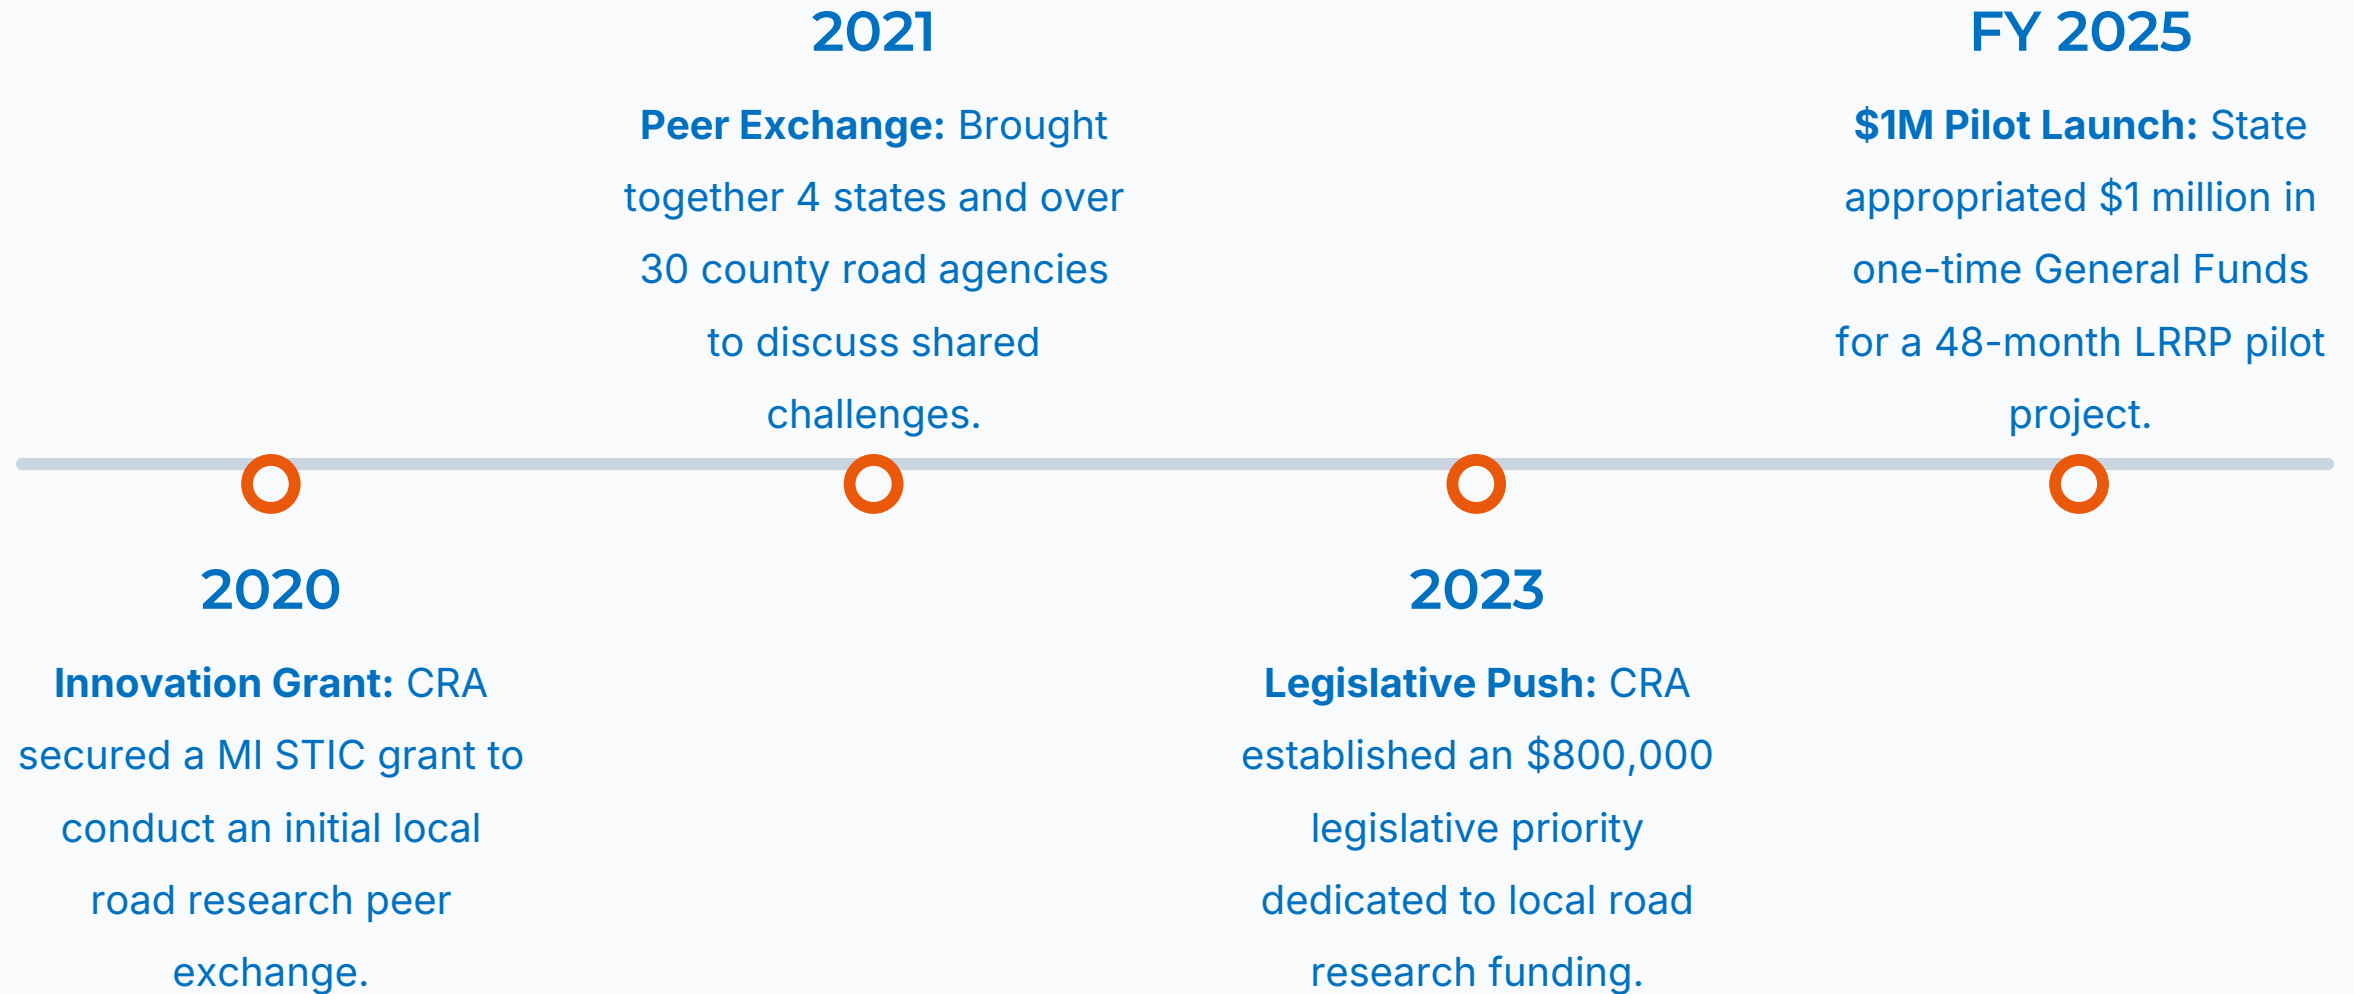 2021
Peer Exchange: Brought
together 4 states and over
30 county road agencies
to discuss shared
challenges.
FY 2025
$1M Pilot Launch: State
appropriated $1 million in
one-time General Funds
for a 48-month LRRP pilot
project.
2020
Innovation Grant: CRA
secured a MI STIC grant to
conduct an initial local
road research peer
exchange.
2023
Legislative Push: CRA
established an $800,000
legislative priority
dedicated to local road
research funding.